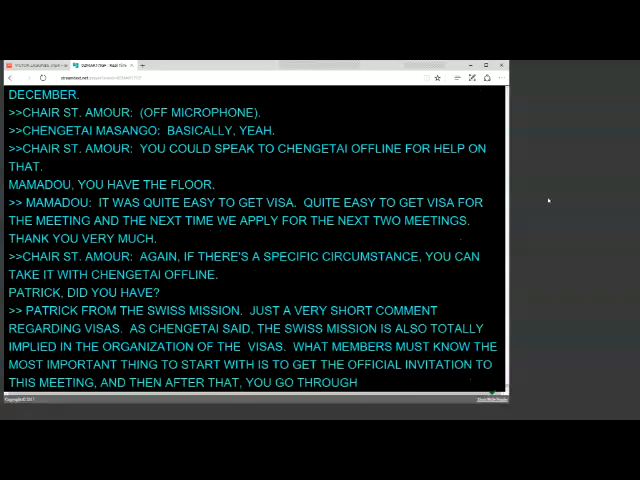 streamtext.net
DECEMBER.
>>CHAIR ST. AMOUR:  (OFF MICROPHONE).
>>CHENGETAI MASANGO:  BASICALLY, YEAH.
>>CHAIR ST. AMOUR:  YOU COULD SPEAK TO CHENGETAI OFFLINE FOR HELP ON
THAT.
MAMADOU, YOU HAVE THE FLOOR.
>> MAMADOU:  IT WAS QUITE EASY TO GET VISA.  QUITE EASY TO GET VISA FOR
THE MEETING AND THE NEXT TIME WE APPLY FOR THE NEXT TWO MEETINGS.
THANK YOU VERY MUCH.
>>CHAIR ST. AMOUR:  AGAIN, IF THERE'S A SPECIFIC CIRCUMSTANCE, YOU CAN
TAKE IT WITH CHENGETAI OFFLINE.
PATRICK, DID YOU HAVE?
>> PATRICK FROM THE SWISS MISSION.  JUST A VERY SHORT COMMENT
REGARDING VISAS.  AS CHENGETAI SAID, THE SWISS MISSION IS ALSO TOTALLY
IMPLIED IN THE ORGANIZATION OF THE  VISAS.  WHAT MEMBERS MUST KNOW THE
MOST IMPORTANT THING TO START WITH IS TO GET THE OFFICIAL INVITATION TO
THIS MEETING, AND THEN AFTER THAT, YOU GO THROUGH
Copyright © 2017